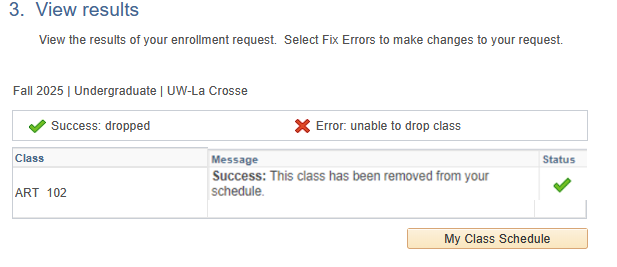 3. View results
View the results of your enrollment request. Select Fix Errors to make changes to your request.
Fall 2025 | Undergraduate | UW-La Crosse
Success: dropped
Error: unable to drop class
Class
Message
Status
ART 102
Success: This class has been removed from your
schedule.
My Class Schedule